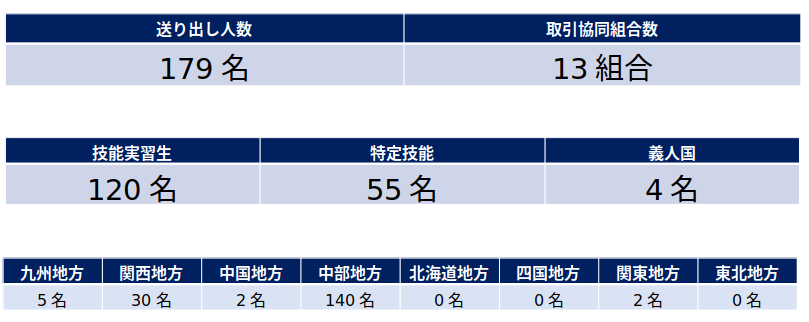 送り出し人数 取引協同組合数
179 名 13 組合
技能実習生 特定技能 義人国
120 名 55 名 4 名
九州地方 関西地方 中国地方 中部地方 北海道地方 四国地方 関東地方 東北地方
5 名 30 名 2 名 140 名 0 名 0 名 2 名 0 名